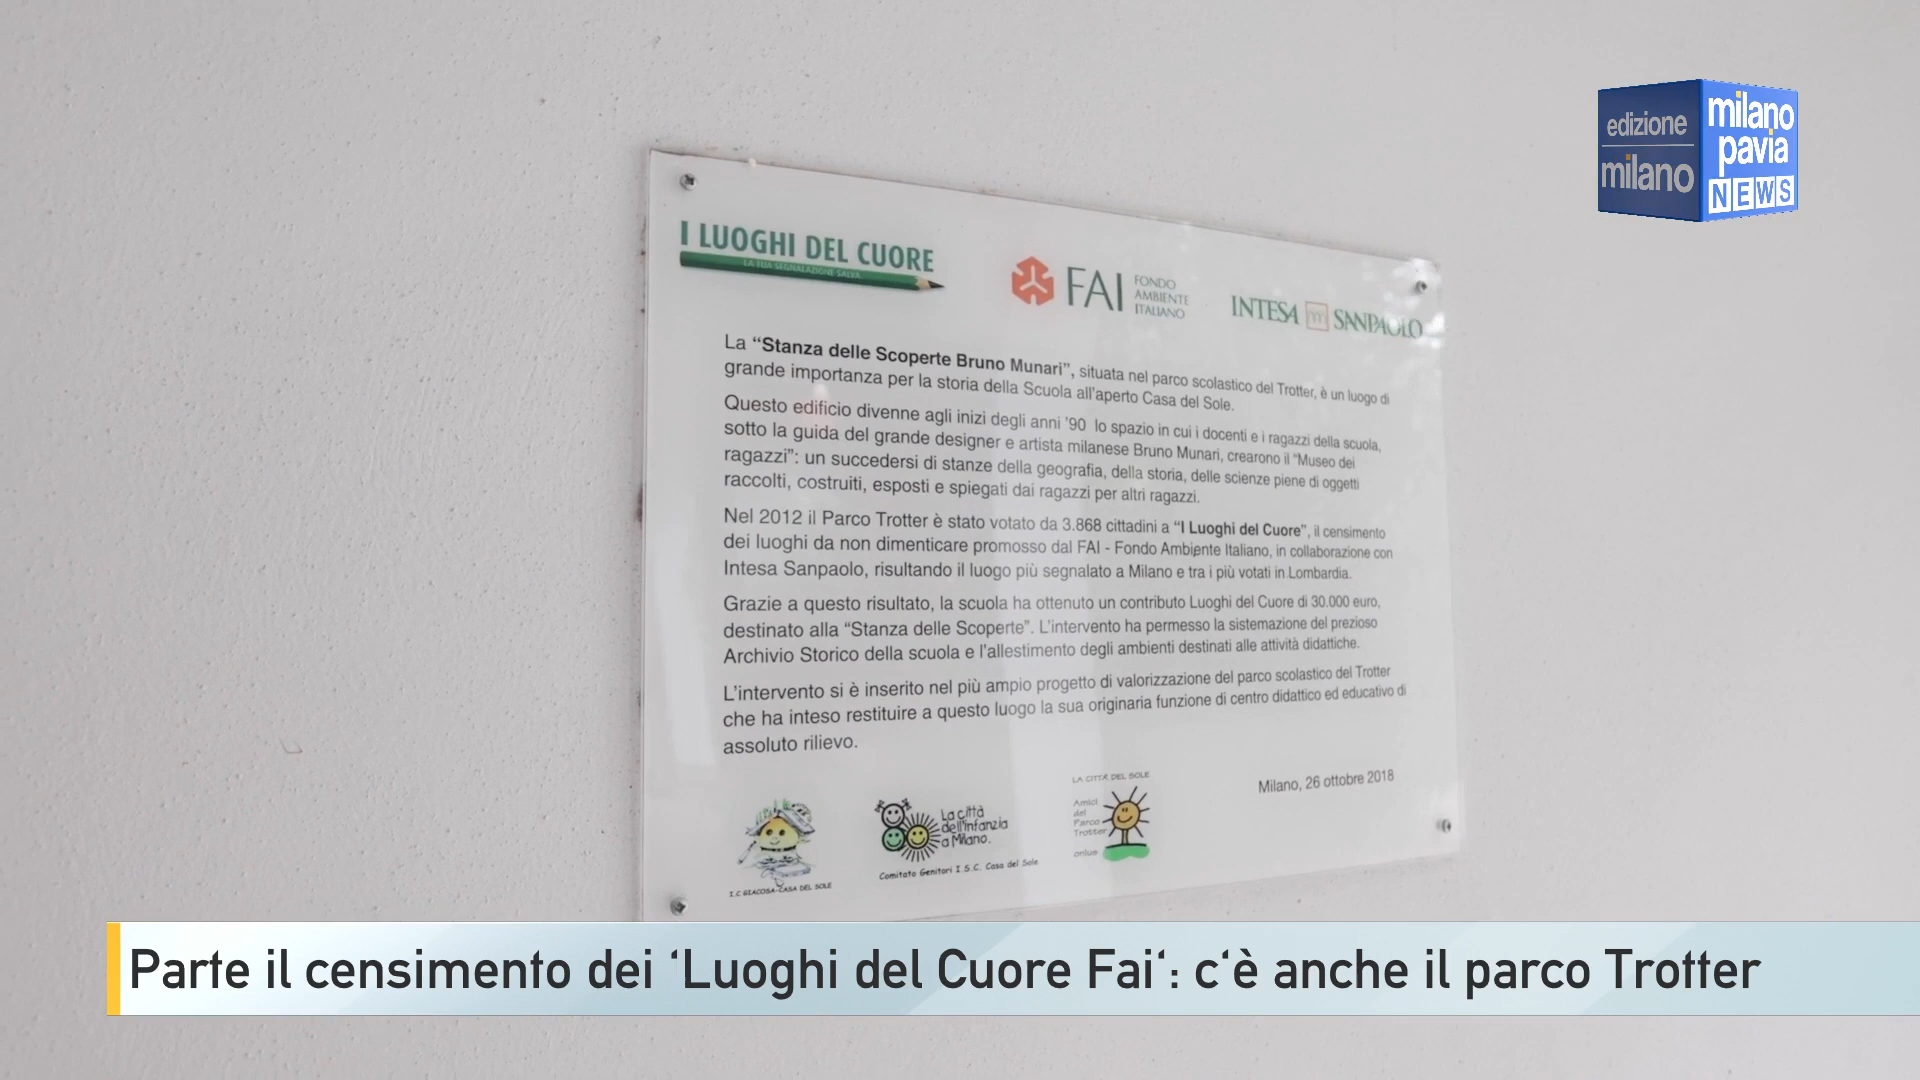 edizione
milano
milano
pavia
NEWS
I LUOGHI DEL CUORE
LA TUA SEGNALAZIONE SALVA.
FAI FONDO
AMBIENTE
ITALIANO
INTESA SANPAOLO
La “Stanza delle Scoperte Bruno Munari”, situata nel parco scolastico del Trotter, è un luogo di
grande importanza per la storia della Scuola all'aperto Casa del Sole.
Questo edificio divenne agli inizi degli anni '90 lo spazio in cui i docenti e i ragazzi della scuola,
sotto la guida del grande designer e artista milanese Bruno Munari, crearono il “Museo dei
ragazzi”: un succedersi di stanze della geografia, della storia, delle scienze piene di oggetti
raccolti, costruiti, esposti e spiegati dai ragazzi per altri ragazzi.
Nel 2012 il Parco Trotter è stato votato da 3.868 cittadini a “I Luoghi del Cuore”, il censimento
dei luoghi da non dimenticare promosso dal FAI - Fondo Ambiente Italiano, in collaborazione con
Intesa Sanpaolo, risultando il luogo più segnalato a Milano e tra i più votati in Lombardia.
Grazie a questo risultato, la scuola ha ottenuto un contributo Luoghi del Cuore di 30.000 euro,
destinato alla “Stanza delle Scoperte”. L'intervento ha permesso la sistemazione del prezioso
Archivio Storico della scuola e l'allestimento degli ambienti destinati alle attività didattiche.
L'intervento si è inserito nel più ampio progetto di valorizzazione del parco scolastico del Trotter
che ha inteso restituire a questo luogo la sua originaria funzione di centro didattico ed educativo di
assoluto rilievo.
Milano, 26 ottobre 2018
I.C GIACOSA-CASA DEL SOLE
La città
dell'infanzia
a Milano.
Comitato Genitori I.S.C. Casa del Sole
LA CITTÀ DEL SOLE
Amici
del
Parco
Trotter
onlus
Parte il censimento dei ‘Luoghi del Cuore Fai‘: c‘è anche il parco Trotter